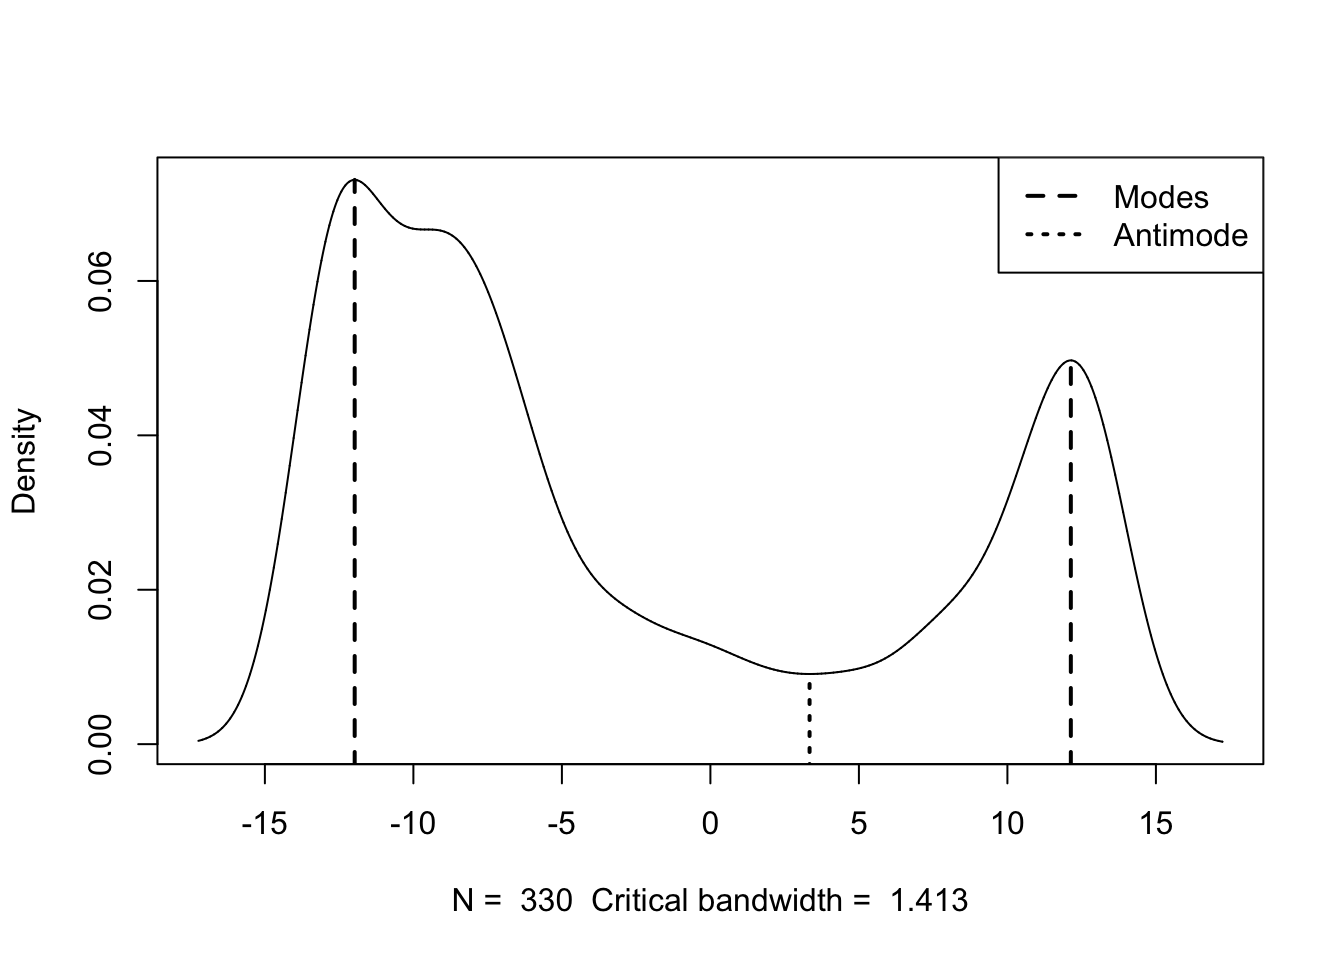 Modes
Antimode
Density
0.06
0.04
0.02
0.00
-15 -10 -5 0 5 10 15
N =  330  Critical bandwidth =  1.413